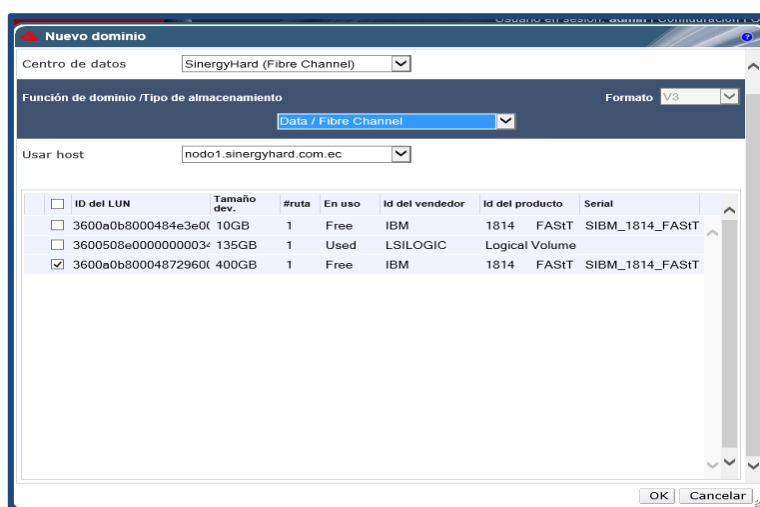 Usuario en sesión: admin | Configuración | C
Nuevo dominio
Centro de datos SinergyHard (Fibre Channel)
Función de dominio /Tipo de almacenamiento Formato V3
Data / Fibre Channel
Usar host nodo1.sinergyhard.com.ec
ID del LUN Tamaño dev. #ruta En uso Id del vendedor Id del producto Serial
3600a0b8000484e3e0( 10GB 1 Free IBM 1814 FAStT SIBM_1814_FAStT
3600508e0000000034 135GB 1 Used LSILOGIC Logical Volume
3600a0b80004872960( 400GB 1 Free IBM 1814 FAStT SIBM_1814_FAStT
OK Cancelar